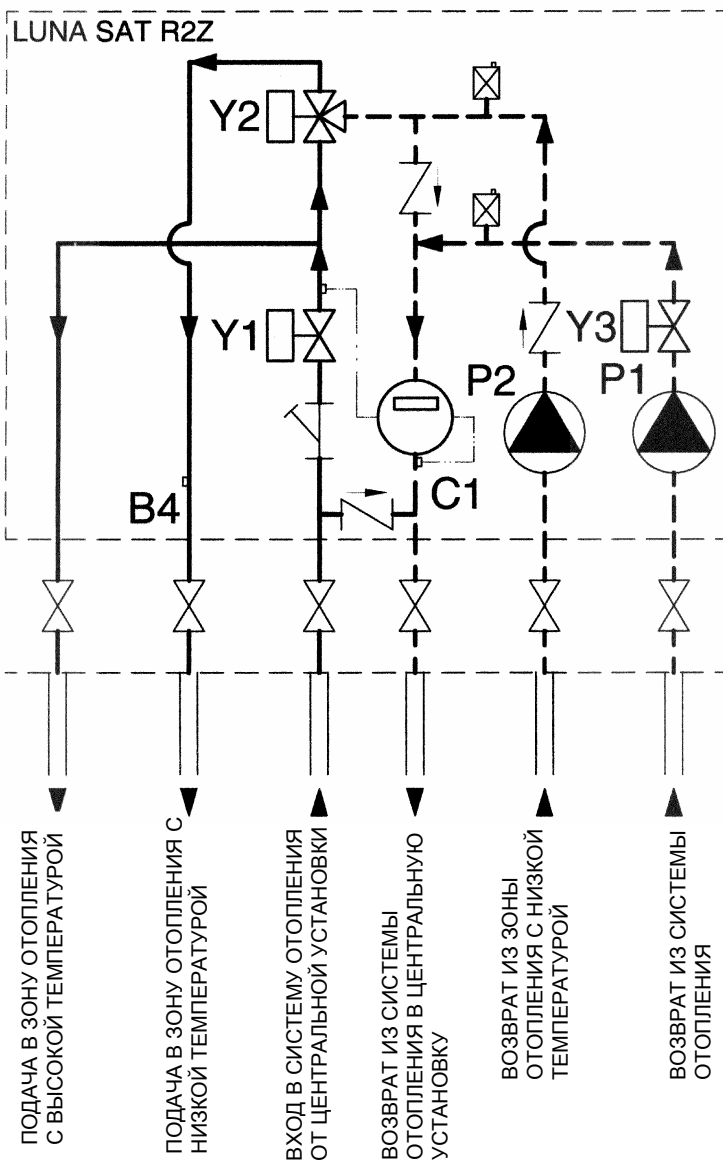 LUNA SAT R2Z
Y2
Y1
Y3
P2
P1
B4
C1
ПОДАЧА В ЗОНУ ОТОПЛЕНИЯ
С ВЫСОКОЙ ТЕМПЕРАТУРОЙ
ПОДАЧА В ЗОНУ ОТОПЛЕНИЯ С
НИЗКОЙ ТЕМПЕРАТУРОЙ
ВХОД В СИСТЕМУ ОТОПЛЕНИЯ
ОТ ЦЕНТРАЛЬНОЙ УСТАНОВКИ
ВОЗВРАТ ИЗ СИСТЕМЫ
ОТОПЛЕНИЯ В ЦЕНТРАЛЬНУЮ
УСТАНОВКУ
ВОЗВРАТ ИЗ ЗОНЫ
ОТОПЛЕНИЯ С НИЗКОЙ
ТЕМПЕРАТУРОЙ
ВОЗВРАТ ИЗ СИСТЕМЫ
ОТОПЛЕНИЯ